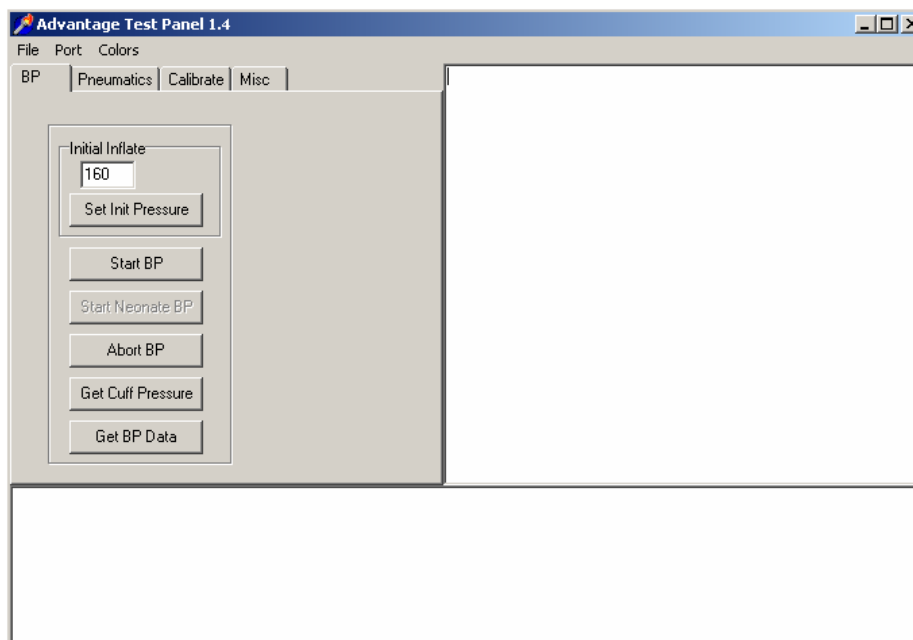 Advantage Test Panel 1.4
File Port Colors
BP Pneumatics Calibrate Misc
Initial Inflate
160
Set Init Pressure
Start BP
Start Neonate BP
Abort BP
Get Cuff Pressure
Get BP Data